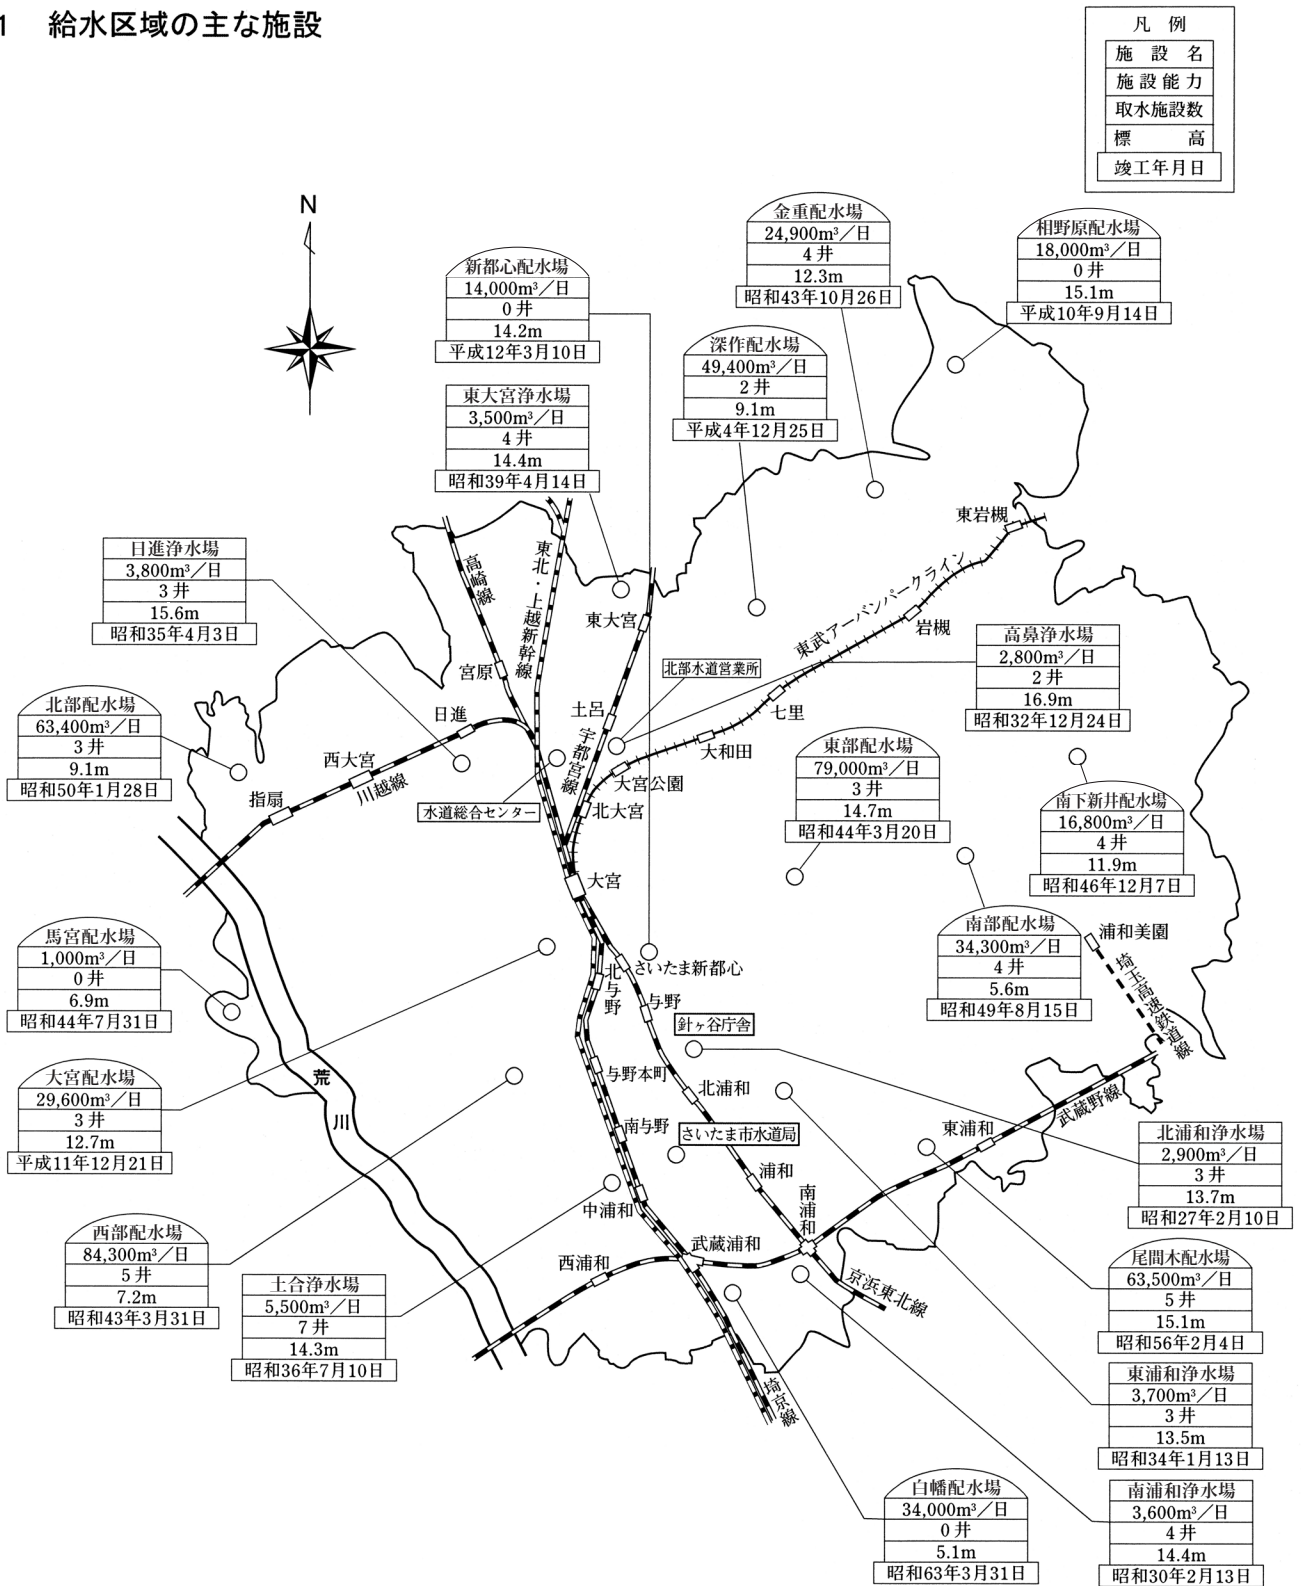 1 給水区域の主な施設
凡 例
施 設 名
施 設 能 力
取水施設数
標 高
竣工年月日
N
金重配水場
24,900m³/日
4井
12.3m
昭和43年10月26日
相野原配水場
18,000m³/日
0井
15.1m
平成10年9月14日
新都心配水場
14,000m³/日
0井
14.2m
平成12年3月10日
深作配水場
49,400m³/日
2井
9.1m
平成4年12月25日
東大宮浄水場
3,500m³/日
4井
14.4m
昭和39年4月14日
日進浄水場
3,800m³/日
3井
15.6m
昭和35年4月3日
高鼻浄水場
2,800m³/日
2井
16.9m
昭和32年12月24日
北部配水場
63,400m³/日
3井
9.1m
昭和50年1月28日
東部配水場
79,000m³/日
3井
14.7m
昭和44年3月20日
南下新井配水場
16,800m³/日
4井
11.9m
昭和46年12月7日
馬宮配水場
1,000m³/日
0井
6.9m
昭和44年7月31日
南部配水場
34,300m³/日
4井
5.6m
昭和49年8月15日
大宮配水場
29,600m³/日
3井
12.7m
平成11年12月21日
北浦和浄水場
2,900m³/日
3井
13.7m
昭和27年2月10日
西部配水場
84,300m³/日
5井
7.2m
昭和43年3月31日
土合浄水場
5,500m³/日
7井
14.3m
昭和36年7月10日
尾間木配水場
63,500m³/日
5井
15.1m
昭和56年2月4日
東浦和浄水場
3,700m³/日
3井
13.5m
昭和34年1月13日
白幡配水場
34,000m³/日
0井
5.1m
昭和63年3月31日
南浦和浄水場
3,600m³/日
4井
14.4m
昭和30年2月13日
高崎線
東北・上越新幹線
東武アーバンパークライン
東岩槻
岩槻
東大宮
北部水道営業所
宮原
土呂
七里
日進
宇都宮線
大和田
西大宮
大宮公園
川越線
指扇
水道総合センター
北大宮
大宮
浦和美園
埼玉高速鉄道線
さいたま新都心
北与野
与野
針ヶ谷庁舎
荒川
与野本町
北浦和
武蔵野線
南与野
さいたま市水道局
東浦和
浦和
中浦和
南浦和
武蔵浦和
西浦和
京浜東北線
埼京線